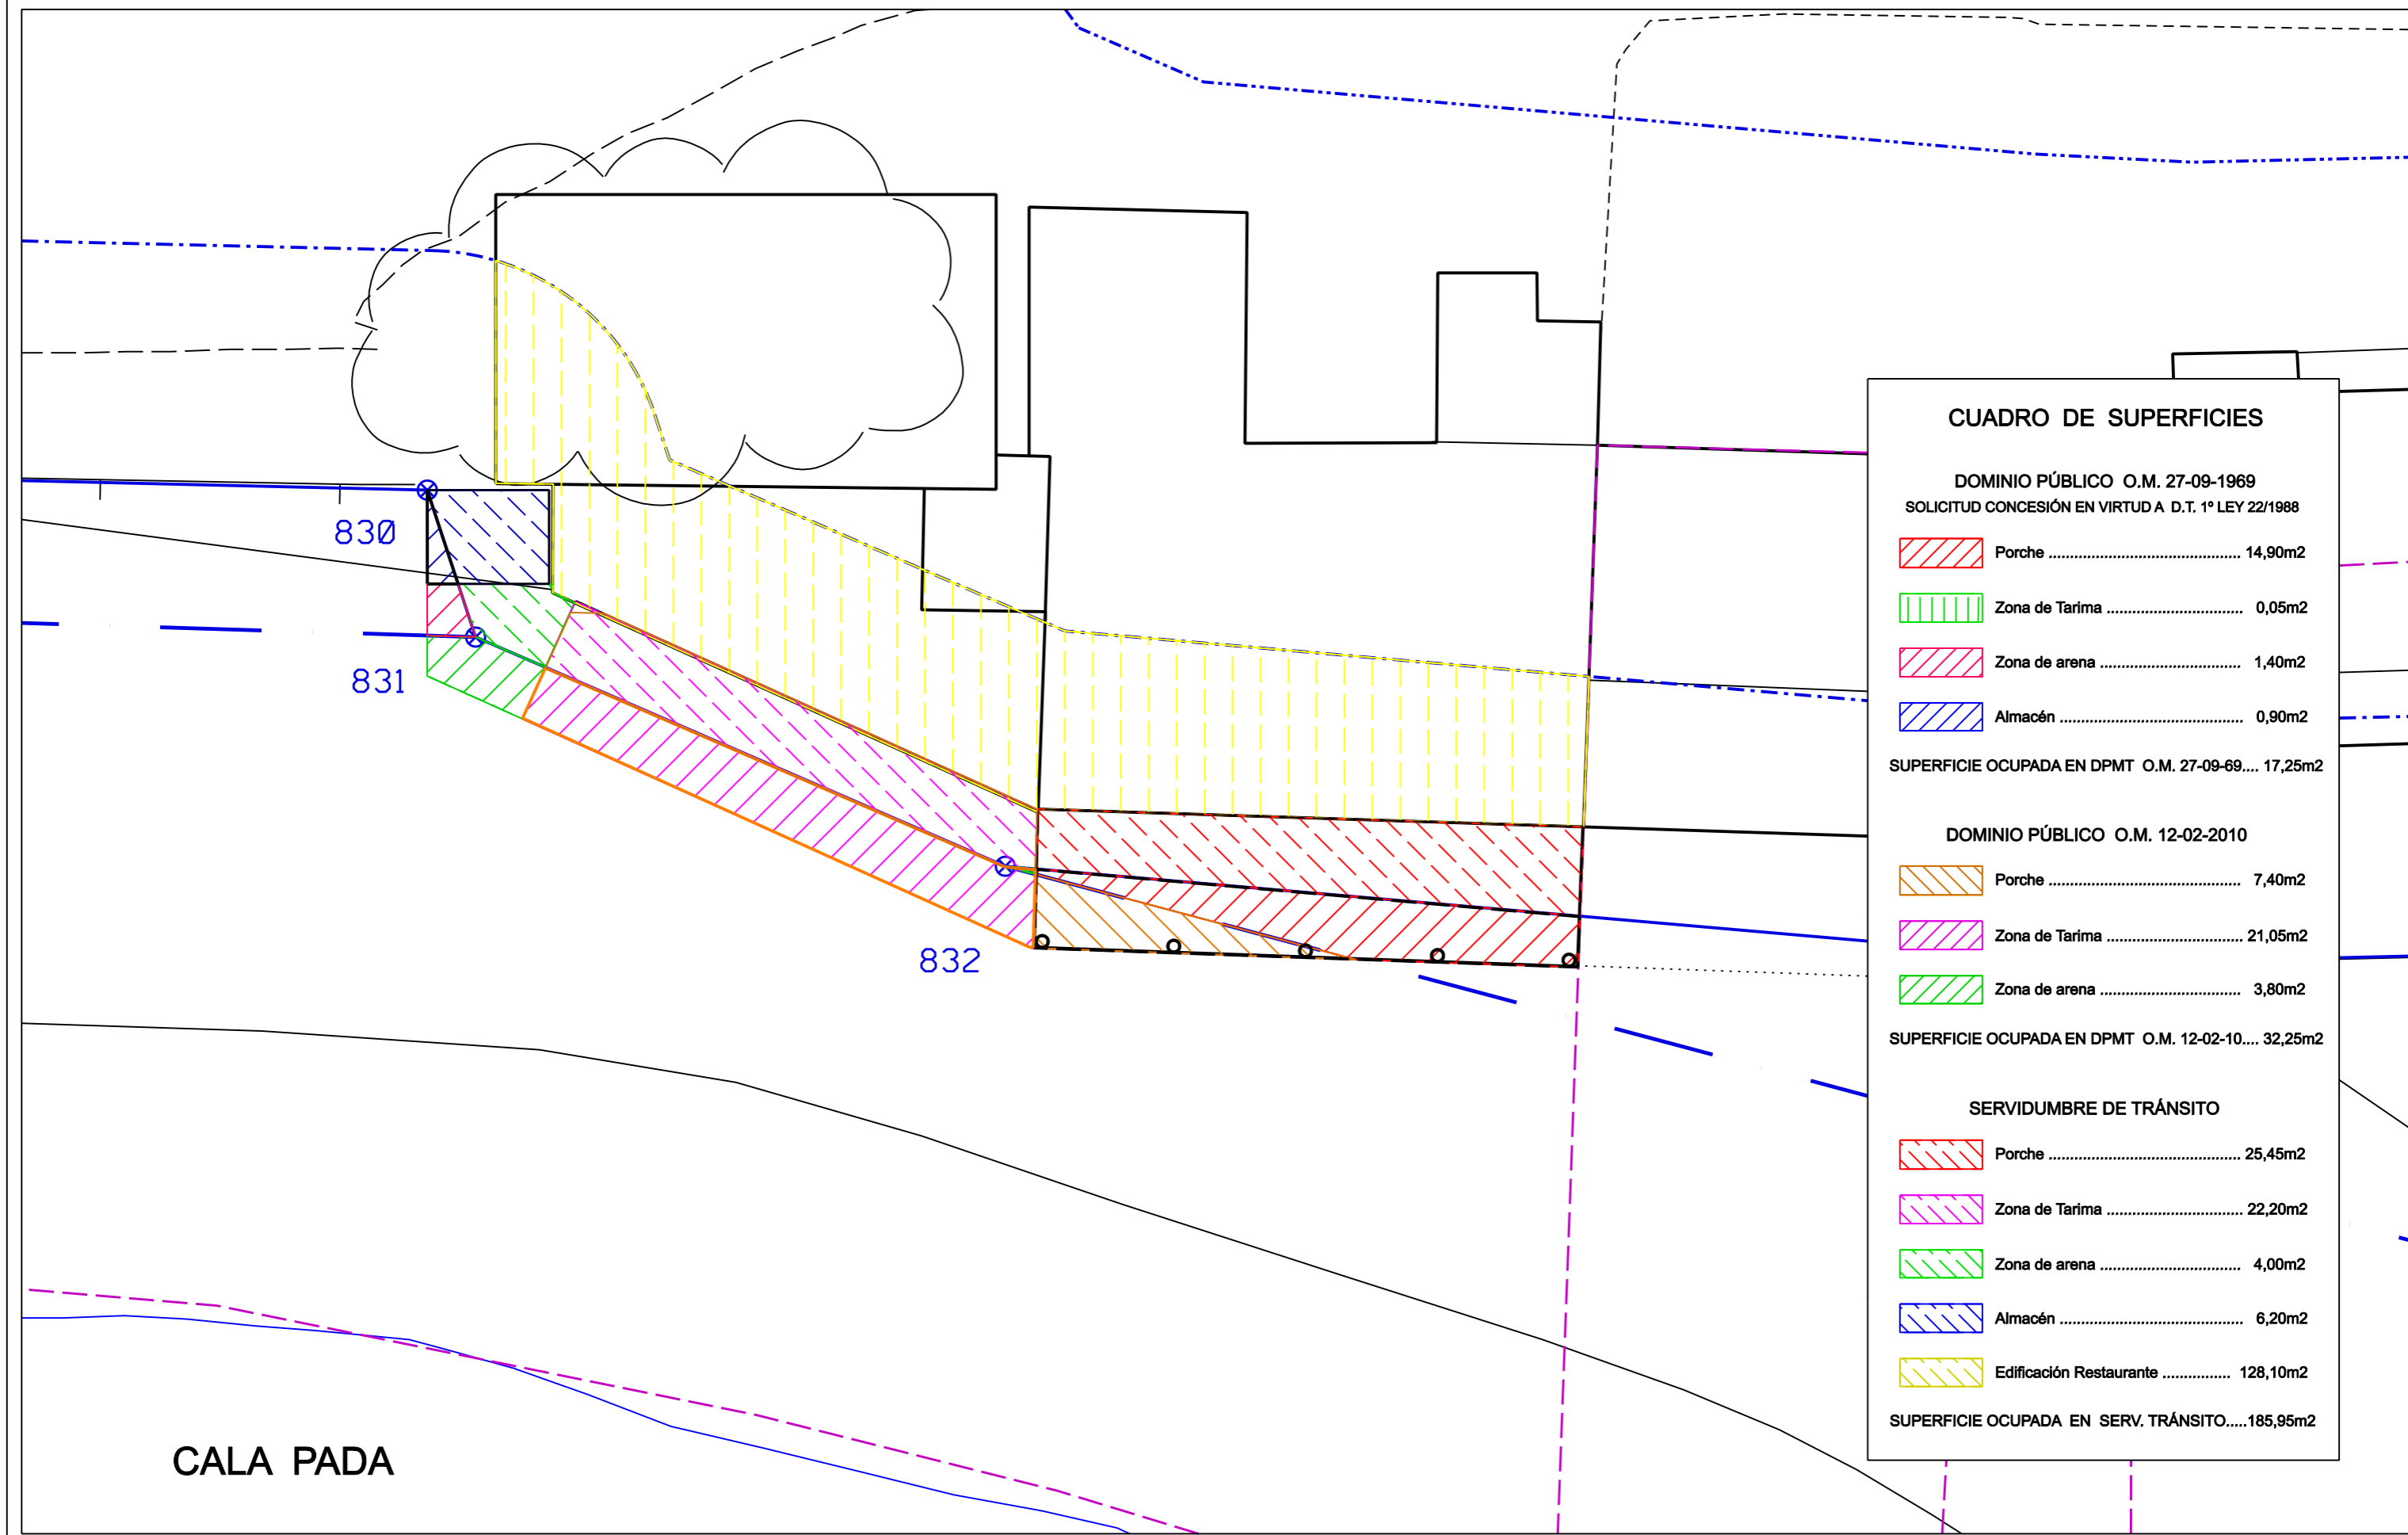 830
831
832
CALA PADA
CUADRO DE SUPERFICIES
DOMINIO PÚBLICO O.M. 27-09-1969
SOLICITUD CONCESIÓN EN VIRTUD A D.T. 1º LEY 22/1988
Porche ............................................. 14,90m2
Zona de Tarima ................................ 0,05m2
Zona de arena ................................. 1,40m2
Almacén ........................................... 0,90m2
SUPERFICIE OCUPADA EN DPMT O.M. 27-09-69.... 17,25m2
DOMINIO PÚBLICO O.M. 12-02-2010
Porche ............................................. 7,40m2
Zona de Tarima ................................ 21,05m2
Zona de arena ................................. 3,80m2
SUPERFICIE OCUPADA EN DPMT O.M. 12-02-10.... 32,25m2
SERVIDUMBRE DE TRÁNSITO
Porche ............................................. 25,45m2
Zona de Tarima ................................ 22,20m2
Zona de arena ................................. 4,00m2
Almacén ........................................... 6,20m2
Edificación Restaurante ................ 128,10m2
SUPERFICIE OCUPADA EN SERV. TRÁNSITO.....185,95m2